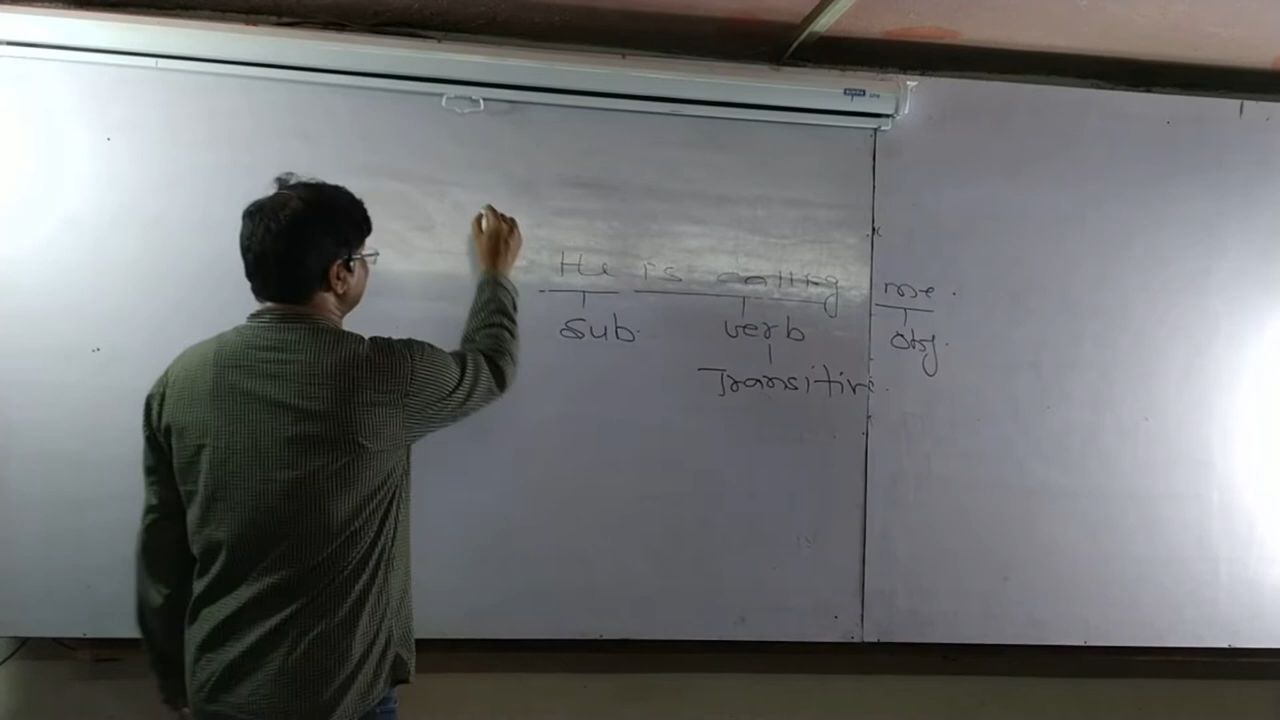 He is calling me.
sub. verb obj.
Transitive.